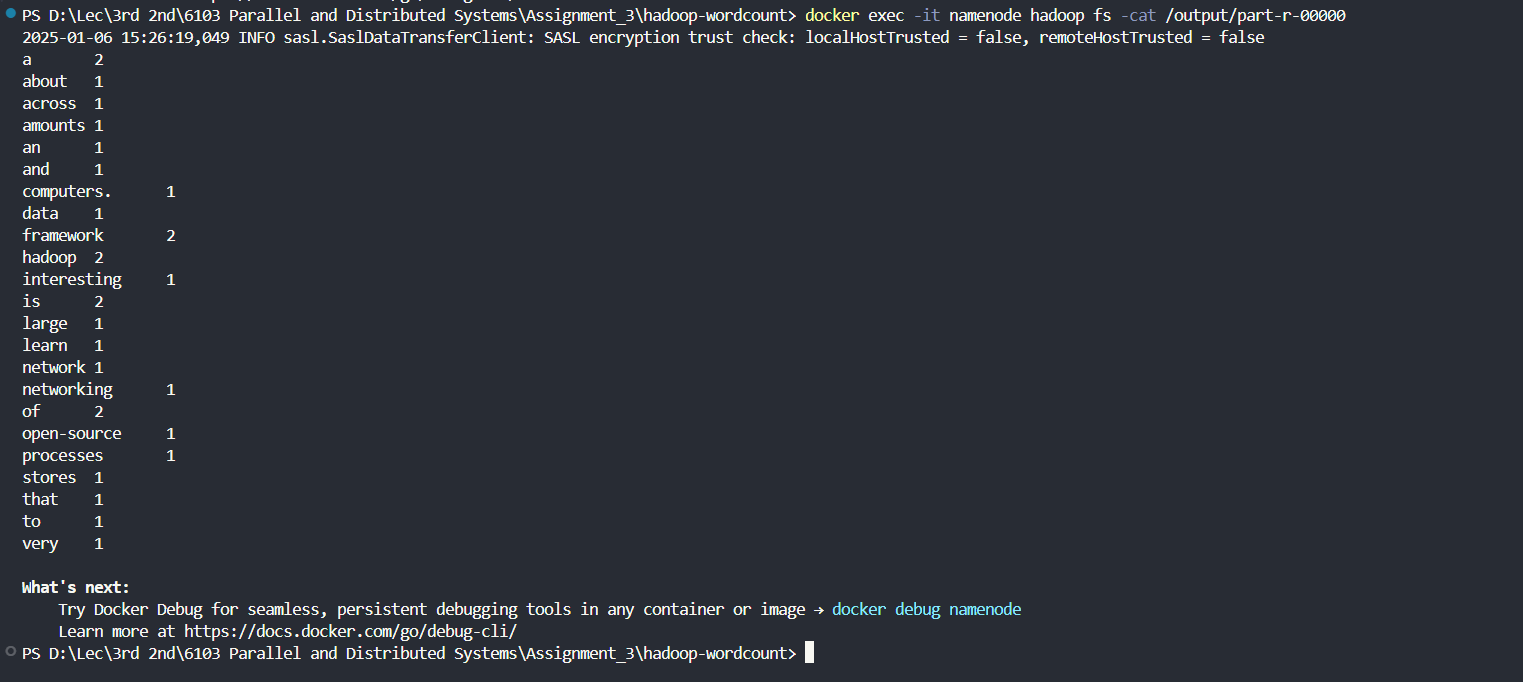 PS D:\Lec\3rd 2nd\6103 Parallel and Distributed Systems\Assignment_3\hadoop-wordcount> docker exec -it namenode hadoop fs -cat /output/part-r-00000
2025-01-06 15:26:19,049 INFO sasl.SaslDataTransferClient: SASL encryption trust check: localHostTrusted = false, remoteHostTrusted = false
a 2
about 1
across 1
amounts 1
an 1
and 1
computers. 1
data 1
framework 2
hadoop 2
interesting 1
is 2
large 1
learn 1
network 1
networking 1
of 2
open-source 1
processes 1
stores 1
that 1
to 1
very 1
What's next:
Try Docker Debug for seamless, persistent debugging tools in any container or image → docker debug namenode
Learn more at https://docs.docker.com/go/debug-cli/
PS D:\Lec\3rd 2nd\6103 Parallel and Distributed Systems\Assignment_3\hadoop-wordcount>